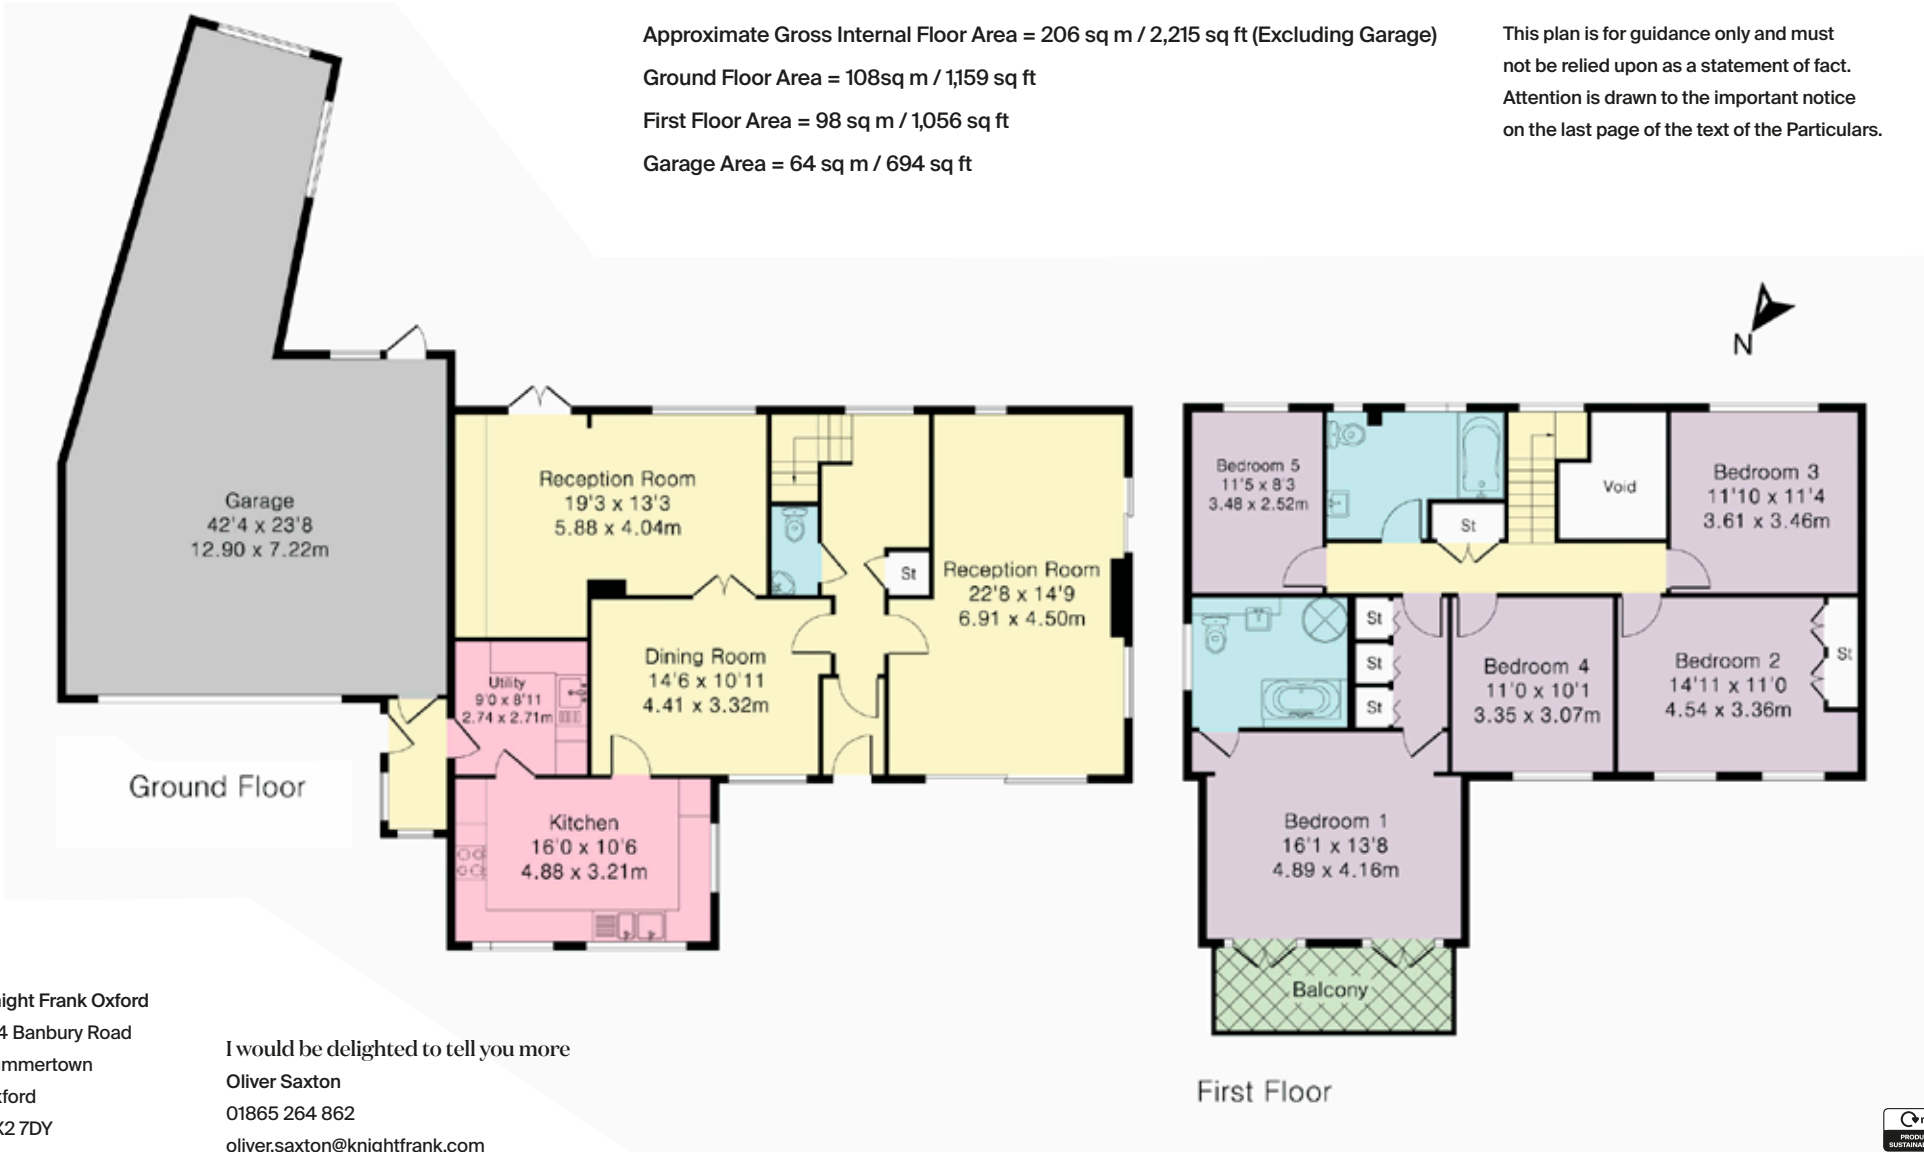 Approximate Gross Internal Floor Area = 206 sq m / 2,215 sq ft (Excluding Garage)
Ground Floor Area = 108sq m / 1,159 sq ft
First Floor Area = 98 sq m / 1,056 sq ft
Garage Area = 64 sq m / 694 sq ft
This plan is for guidance only and must
not be relied upon as a statement of fact.
Attention is drawn to the important notice
on the last page of the text of the Particulars.
N
Garage
42'4 x 23'8
12.90 x 7.22m
Reception Room
19'3 x 13'3
5.88 x 4.04m
St
Reception Room
22'8 x 14'9
6.91 x 4.50m
Dining Room
14'6 x 10'11
4.41 x 3.32m
Utility
9'0 x 8'11
2.74 x 2.71m
Kitchen
16'0 x 10'6
4.88 x 3.21m
Ground Floor
Bedroom 5
11'5 x 8'3
3.48 x 2.52m
St
Void
Bedroom 3
11'10 x 11'4
3.61 x 3.46m
St
St
St
Bedroom 4
11'0 x 10'1
3.35 x 3.07m
Bedroom 2
14'11 x 11'0
4.54 x 3.36m
St
Bedroom 1
16'1 x 13'8
4.89 x 4.16m
Balcony
First Floor
ight Frank Oxford
4 Banbury Road
mmertown
ford
2 7DY
I would be delighted to tell you more
Oliver Saxton
01865 264 862
oliver.saxton@knightfrank.com